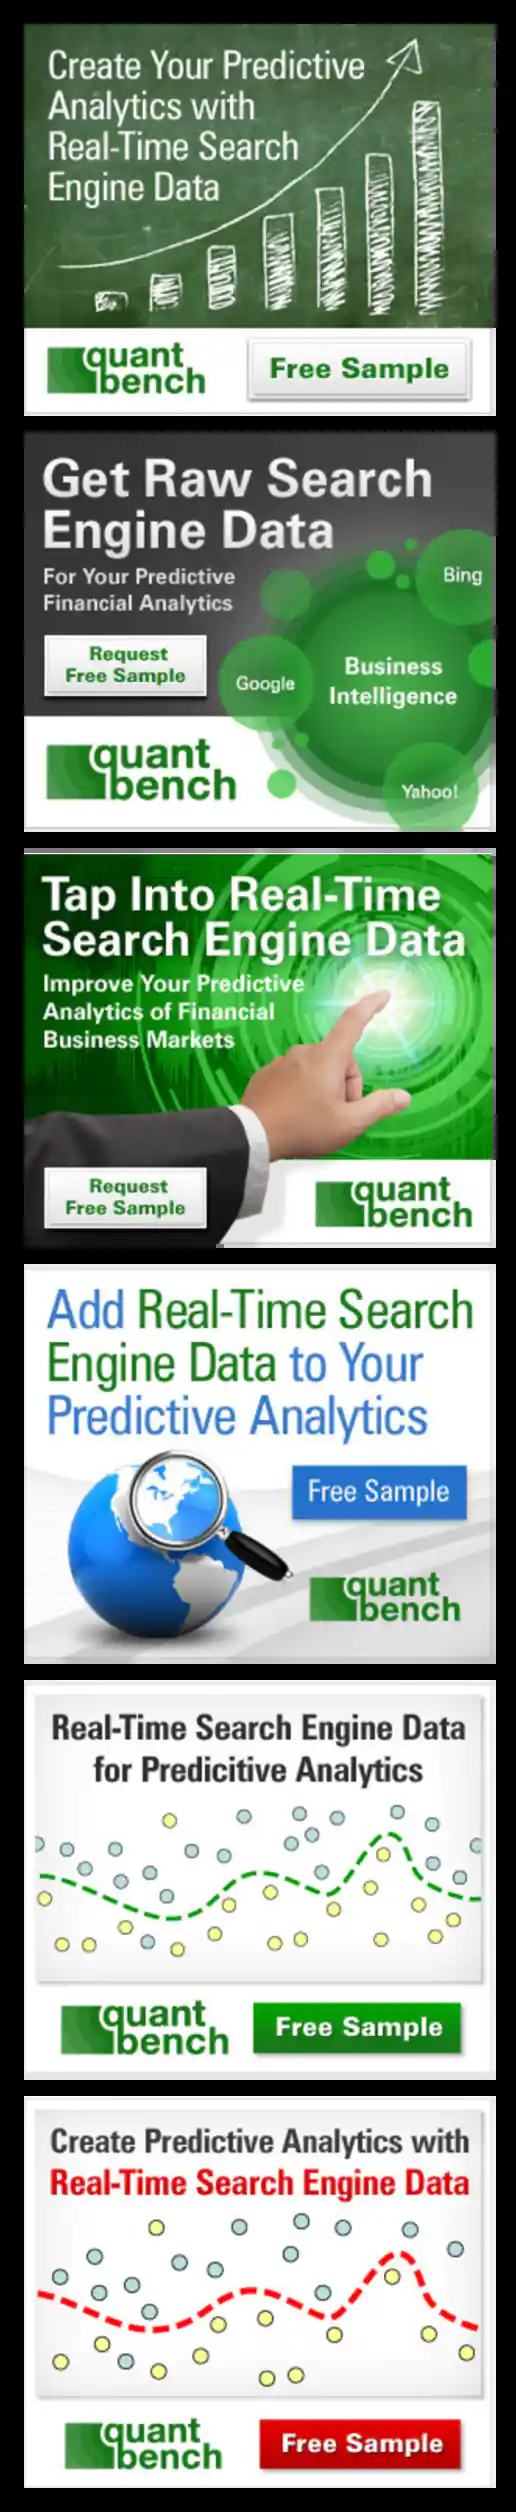 Create Your Predictive
Analytics with
Real-Time Search
Engine Data
quant
bench
Free Sample
Get Raw Search
Engine Data
For Your Predictive
Financial Analytics
Request
Free Sample
Bing
Google
Business
Intelligence
Yahoo!
quant
bench
Tap Into Real-Time
Search Engine Data
Improve Your Predictive
Analytics of Financial
Business Markets
Request
Free Sample
quant
bench
Add Real-Time Search
Engine Data to Your
Predictive Analytics
Free Sample
quant
bench
Real-Time Search Engine Data
for Predicitive Analytics
quant
bench
Free Sample
Create Predictive Analytics with
Real-Time Search Engine Data
quant
bench
Free Sample